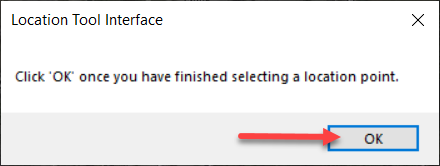 Location Tool Interface
Click 'OK' once you have finished selecting a location point.
OK